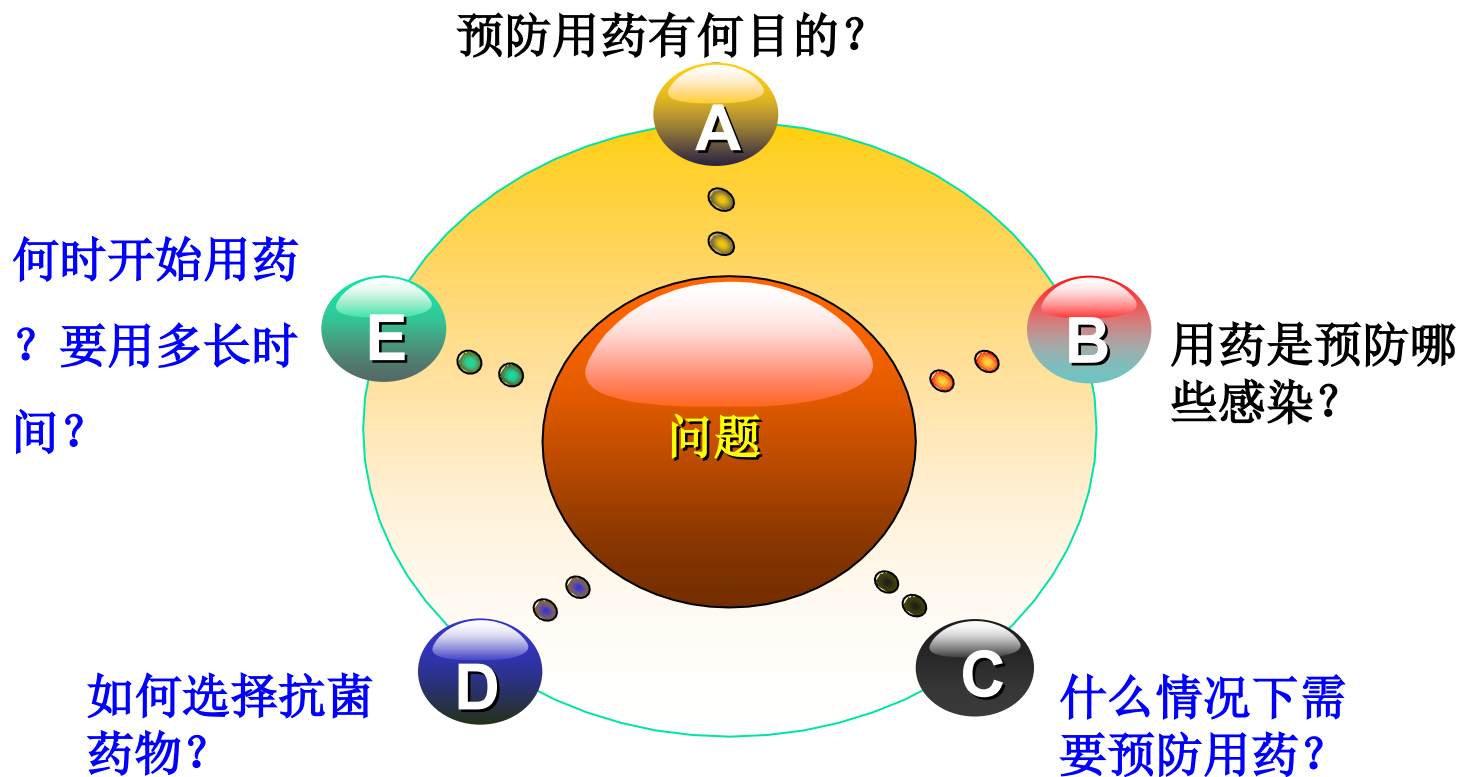 预防用药有何目的？
A
何时开始用药
？要用多长时
间？
E
B
用药是预防哪
些感染？
问题
D
如何选择抗菌
药物？
C
什么情况下需
要预防用药？